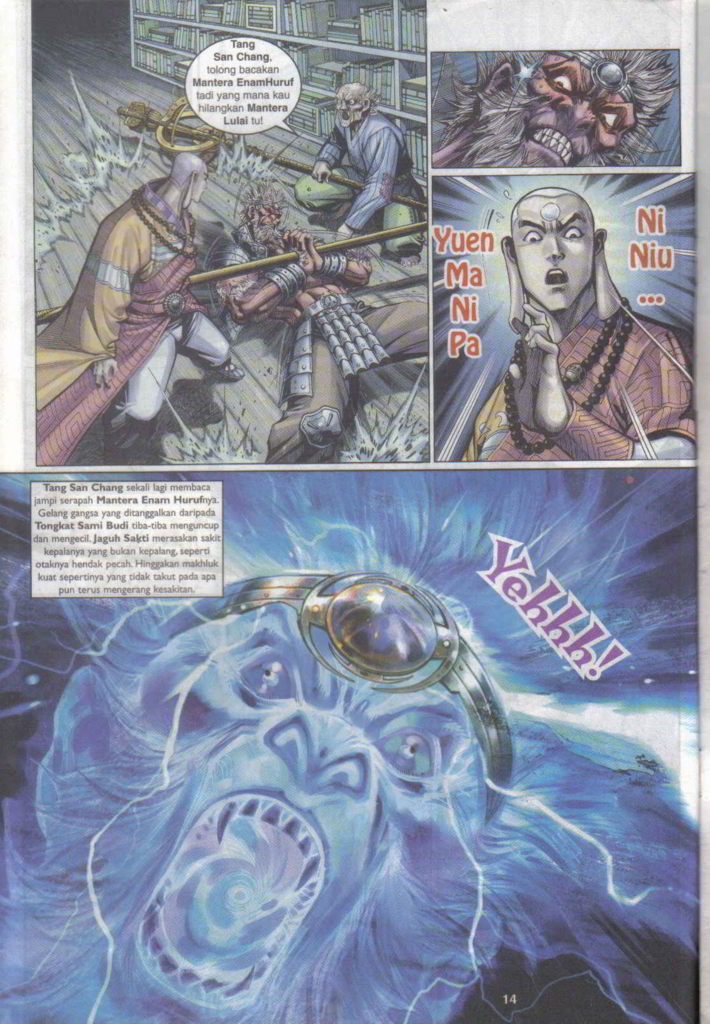 Tang
San Chang,
tolong bacakan
Mantera EnamHuruf
tadi yang mana kau
hilangkan Mantera
Lulai tu!
Yuen
Ma
Ni
Pa
Ni
Niu
...
Tang San Chang sekali lagi membaca
jampi serapah Mantera Enam Hurufnya.
Gelang gangsa yang ditanggalkan daripada
Tongkat Sami Budi tiba-tiba menguncup
dan mengecil. Jaguh Sakti merasakan sakit
kepalanya yang bukan kepalang, seperti
otaknya hendak pecah. Hinggakan makhluk
kuat sepertinya yang tidak takut pada apa
pun terus mengerang kesakitan.
Yehhh!
14